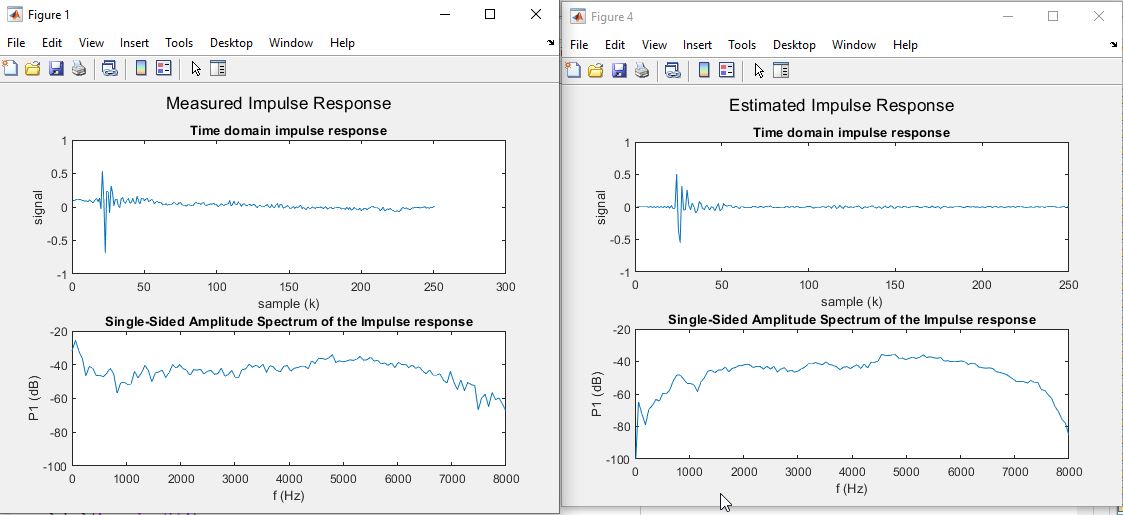 Figure 1
File Edit View Insert Tools Desktop Window Help
Measured Impulse Response
Time domain impulse response
1
0.5
0
-0.5
-1
signal
0 50 100 150 200 250 300
sample (k)
Single-Sided Amplitude Spectrum of the Impulse response
-20
-40
-60
-80
-100
P1 (dB)
0 1000 2000 3000 4000 5000 6000 7000 8000
f (Hz)
Figure 4
File Edit View Insert Tools Desktop Window Help
Estimated Impulse Response
Time domain impulse response
1
0.5
0
-0.5
-1
signal
0 50 100 150 200 250
sample (k)
Single-Sided Amplitude Spectrum of the Impulse response
-20
-40
-60
-80
-100
P1 (dB)
0 1000 2000 3000 4000 5000 6000 7000 8000
f (Hz)